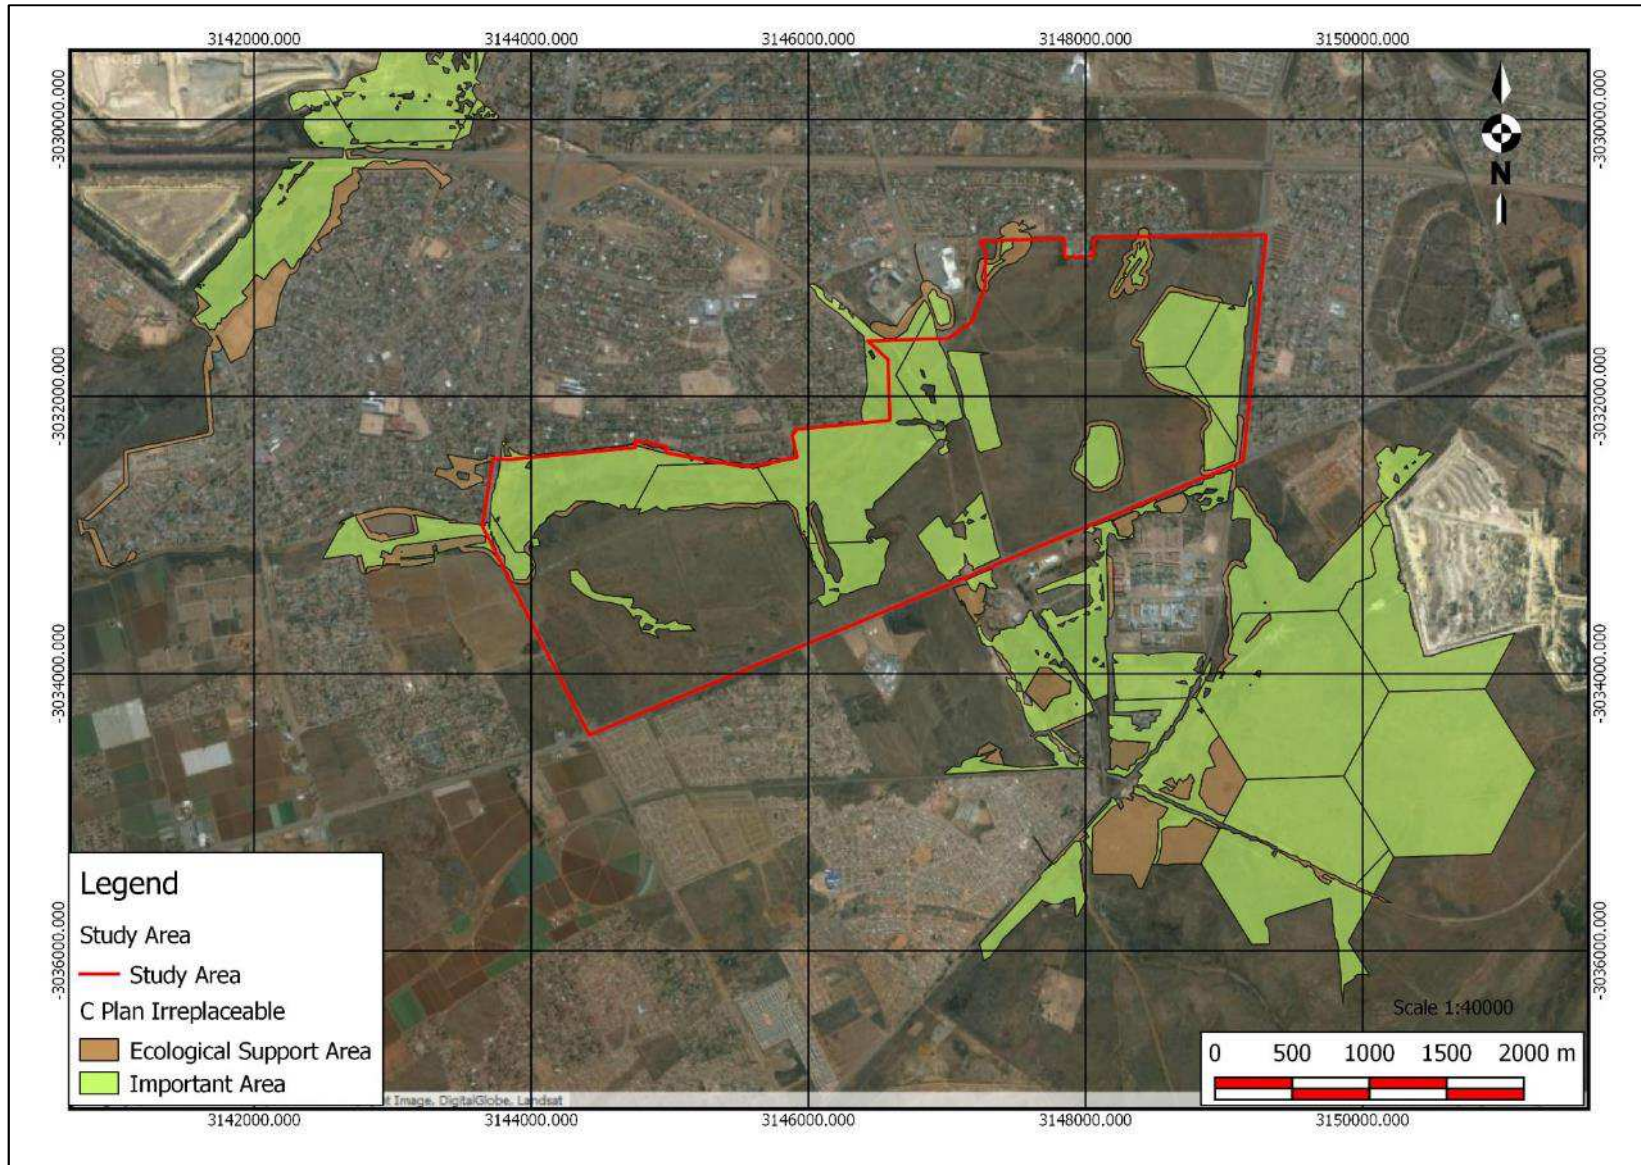 3142000.000 3144000.000 3146000.000 3148000.000 3150000.000
-3030000.000 -3030000.000
N
-3032000.000 -3032000.000
-3034000.000 -3034000.000
-3036000.000 -3036000.000
Legend
Study Area
Study Area
C Plan Irreplaceable
Ecological Support Area
Important Area
Scale 1:40000
0 500 1000 1500 2000 m
Image, DigitalGlobe, Landsat
3142000.000 3144000.000 3146000.000 3148000.000 3150000.000